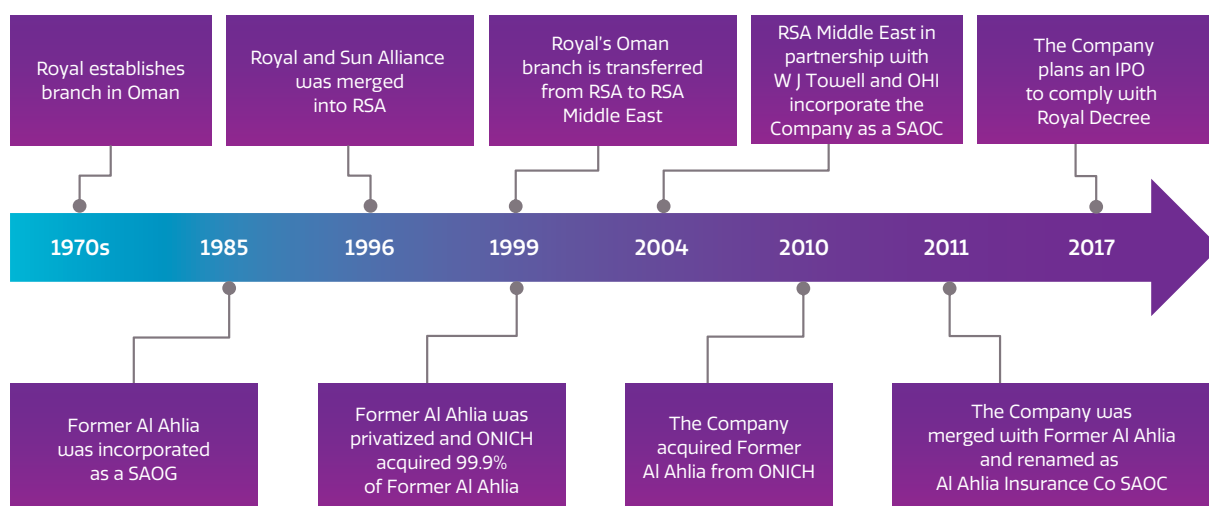 Royal establishes
branch in Oman
Royal and Sun Alliance
was merged
into RSA
Royal's Oman
branch is transferred
from RSA to RSA
Middle East
RSA Middle East in
partnership with
W J Towell and OHI
incorporate the
Company as a SAOC
The Company
plans an IPO
to comply with
Royal Decree
1970s
1985
1996
1999
2004
2010
2011
2017
Former Al Ahlia
was incorporated
as a SAOG
Former Al Ahlia was
privatized and ONICH
acquired 99.9%
of Former Al Ahlia
The Company
acquired Former
Al Ahlia from ONICH
The Company was
merged with Former Al Ahlia
and renamed as
Al Ahlia Insurance Co SAOC